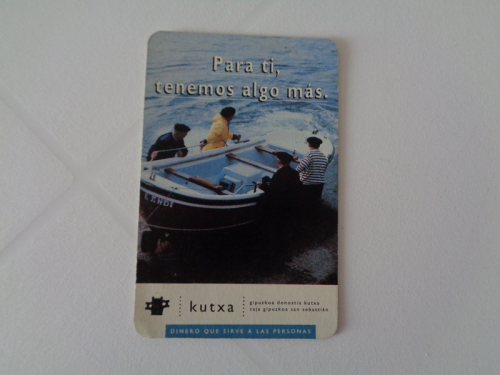 Para ti,
tenemos algo más.
kutxa
gipuzkoa donostia kutxa
caja gipuzkoa san sebastián
DINERO QUE SIRVE A LAS PERSONAS